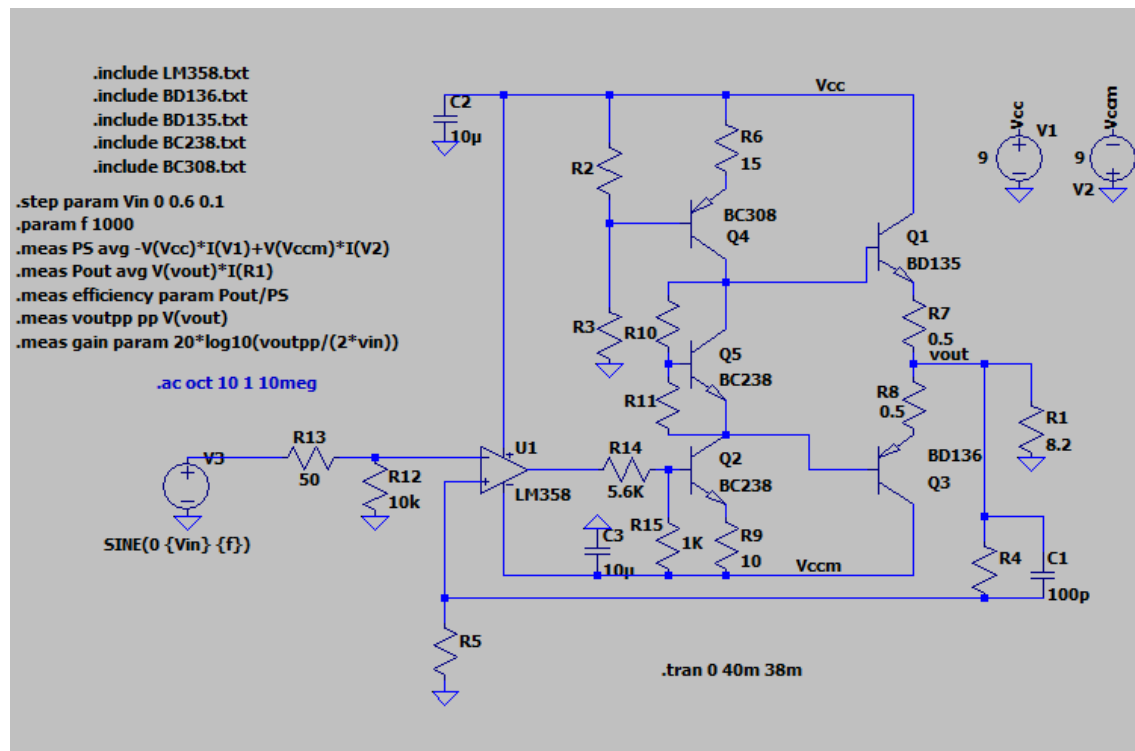 .include LM358.txt
.include BD136.txt
.include BD135.txt
.include BC238.txt
.include BC308.txt
.step param Vin 0 0.6 0.1
.param f 1000
.meas PS avg -V(Vcc)*I(V1)+V(Vccm)*I(V2)
.meas Pout avg V(vout)*I(R1)
.meas efficiency param Pout/PS
.meas voutpp pp V(vout)
.meas gain param 20*log10(voutpp/(2*vin))
.ac oct 10 1 10meg
C2
10µ
Vcc
R2
R6
15
BC308
Q4
Q1
BD135
Vcc
V1
9
Vccm
9
V2
R3
R10
Q5
BC238
R11
R7
0.5
vout
R8
0.5
R1
8.2
BD136
Q3
V3
R13
50
R12
10k
U1
LM358
R14
5.6K
Q2
BC238
SINE(0 {Vin} {f})
C3
10µ
R15
1K
R9
10
Vccm
R4
C1
100p
R5
.tran 0 40m 38m